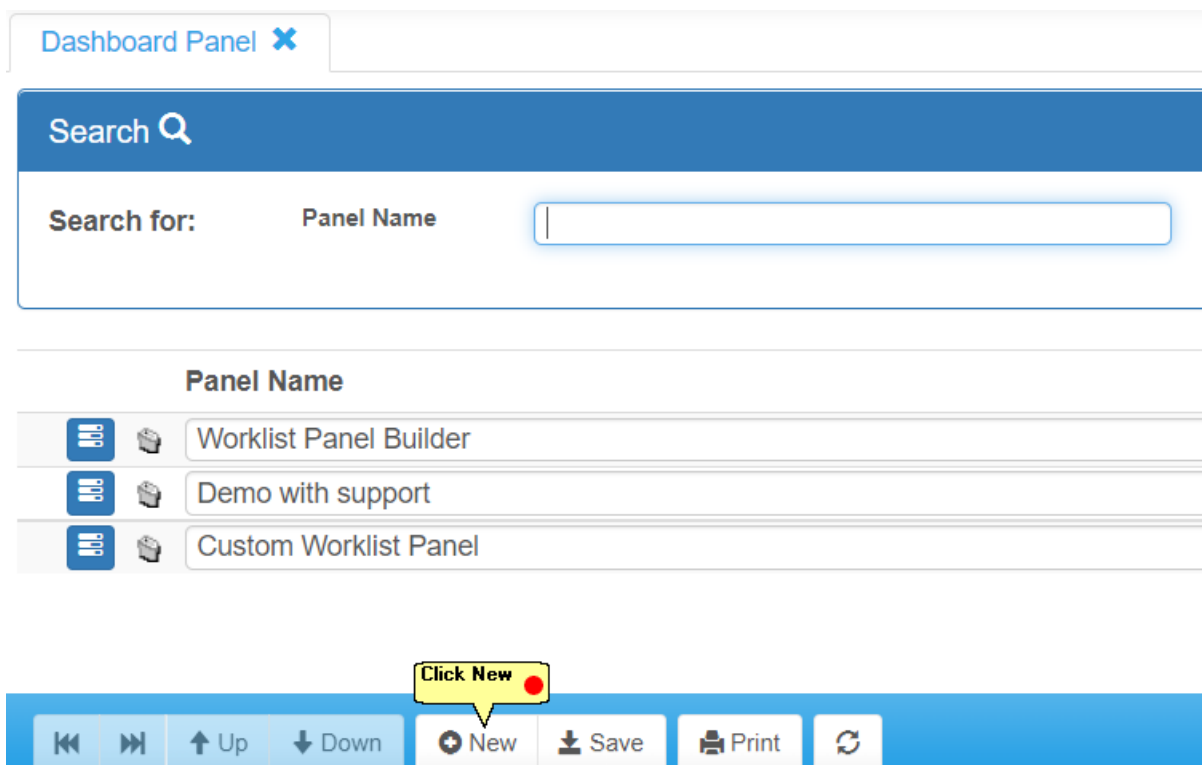 Dashboard Panel
Search
Search for: Panel Name
Panel Name
Worklist Panel Builder
Demo with support
Custom Worklist Panel
Click New
Up Down New Save Print